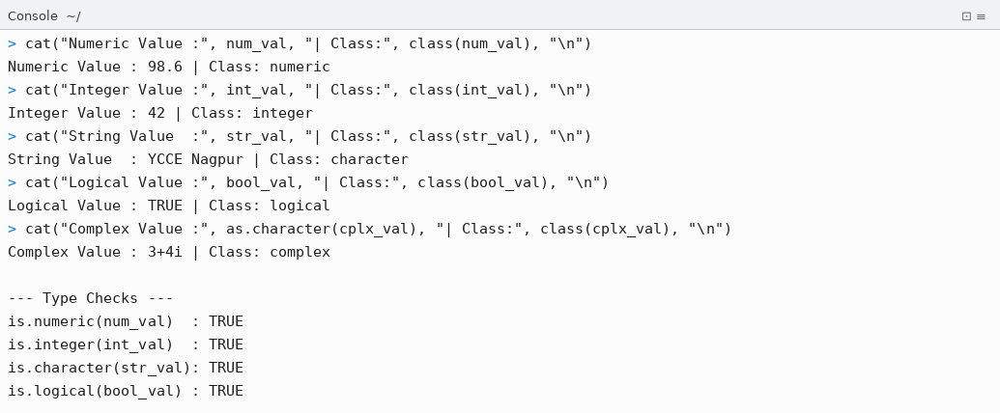 Console  ~/
> cat("Numeric Value :", num_val, "| Class:", class(num_val), "\n")
Numeric Value : 98.6 | Class: numeric
> cat("Integer Value :", int_val, "| Class:", class(int_val), "\n")
Integer Value : 42 | Class: integer
> cat("String Value  :", str_val, "| Class:", class(str_val), "\n")
String Value  : YCCE Nagpur | Class: character
> cat("Logical Value :", bool_val, "| Class:", class(bool_val), "\n")
Logical Value : TRUE | Class: logical
> cat("Complex Value :", as.character(cplx_val), "| Class:", class(cplx_val), "\n")
Complex Value : 3+4i | Class: complex
--- Type Checks ---
is.numeric(num_val)  : TRUE
is.integer(int_val)  : TRUE
is.character(str_val): TRUE
is.logical(bool_val) : TRUE